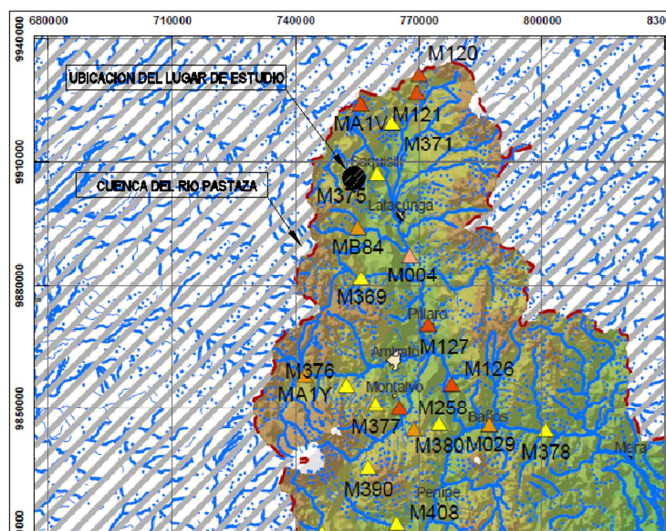 680000 710000 740000 770000 800000
9940000
M120
UBICACION DEL LUGAR DE ESTUDIO
M121
MA1V
M371
9910000
M375
CUENCA DEL RIO PASTAZA
Latacunga
MB84
M004
9880000
M369
Pillaro
M127
Ambato
M376
M126
MA1Y
Montalvo
9850000
M258
Baños
M377
M380
M029
M378
Mera
M390
Penipe
M408